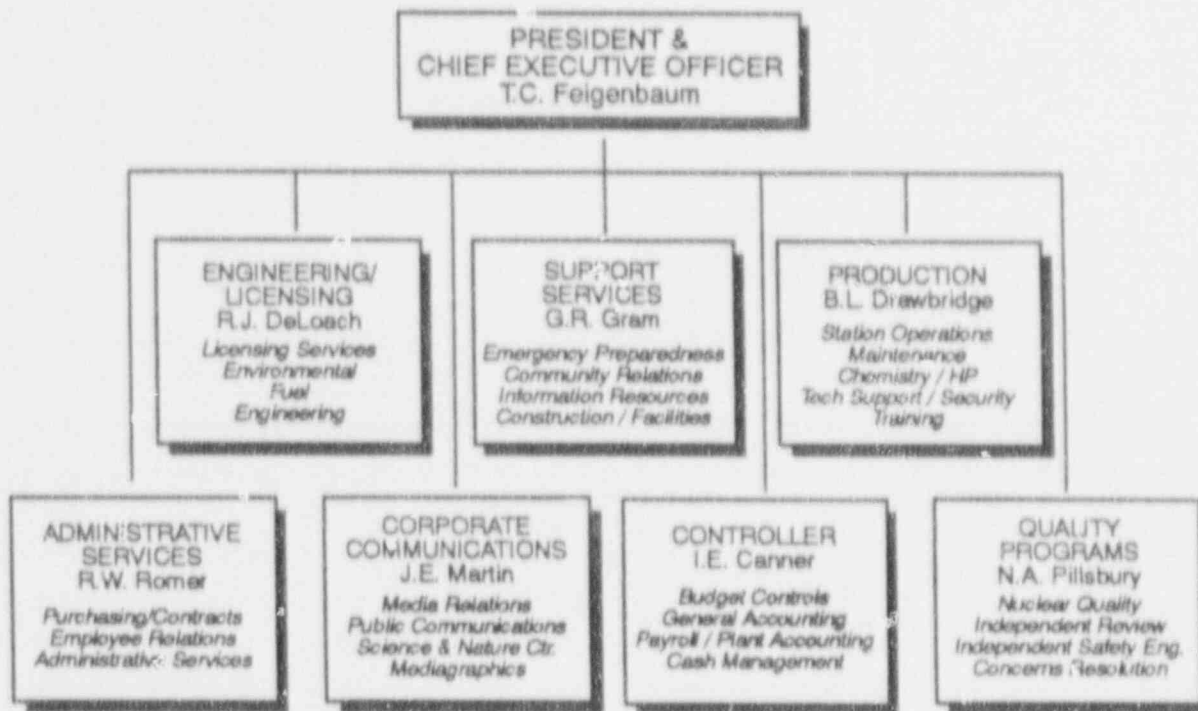 PRESIDENT &
CHIEF EXECUTIVE OFFICER
T.C. Feigenbaum
ENGINEERING/
LICENSING
R.J. DeLoach
Licensing Services
Environmental
Fuel
Engineering
SUPPORT
SERVICES
G.R. Gram
Emergency Preparedness
Community Relations
Information Resources
Construction / Facilities
PRODUCTION
B.L. Drawbridge
Station Operations
Maintenance
Chemistry / HP
Tech Support / Security
Training
ADMINISTRATIVE
SERVICES
R.W. Romer
Purchasing/Contracts
Employee Relations
Administrative Services
CORPORATE
COMMUNICATIONS
J.E. Martin
Media Relations
Public Communications
Science & Nature Ctr.
Mediagraphics
CONTROLLER
I.E. Canner
Budget Controls
General Accounting
Payroll / Plant Accounting
Cash Management
QUALITY
PROGRAMS
N.A. Pillsbury
Nuclear Quality
Independent Review
Independent Safety Eng.
Concerns Resolution